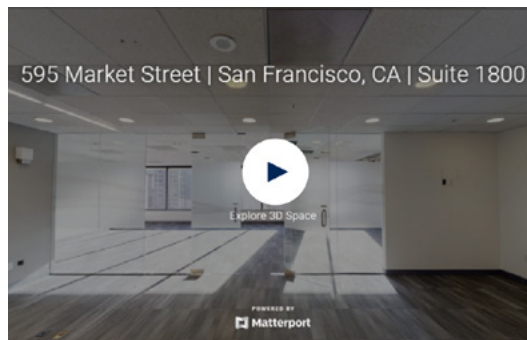 595 Market Street | San Francisco, CA | Suite 1800
Explore 3D Space
POWERED BY
Matterport